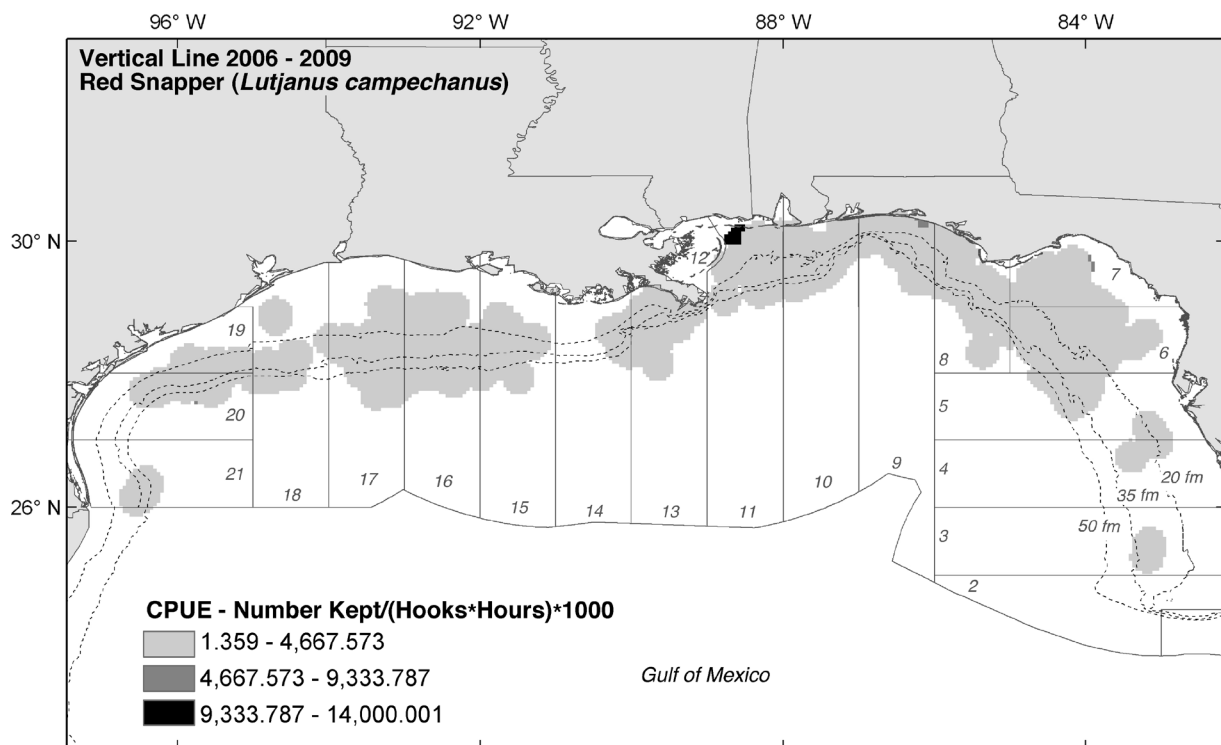 96° W 92° W 88° W 84° W
Vertical Line 2006 - 2009
Red Snapper (Lutjanus campechanus)
30° N
12
7
19
6
8
20
5
21
4
9
17
16
10
20 fm
18
35 fm
15
14
13
11
26° N
50 fm
3
2
CPUE - Number Kept/(Hooks*Hours)*1000
1.359 - 4,667.573
4,667.573 - 9,333.787
9,333.787 - 14,000.001
Gulf of Mexico